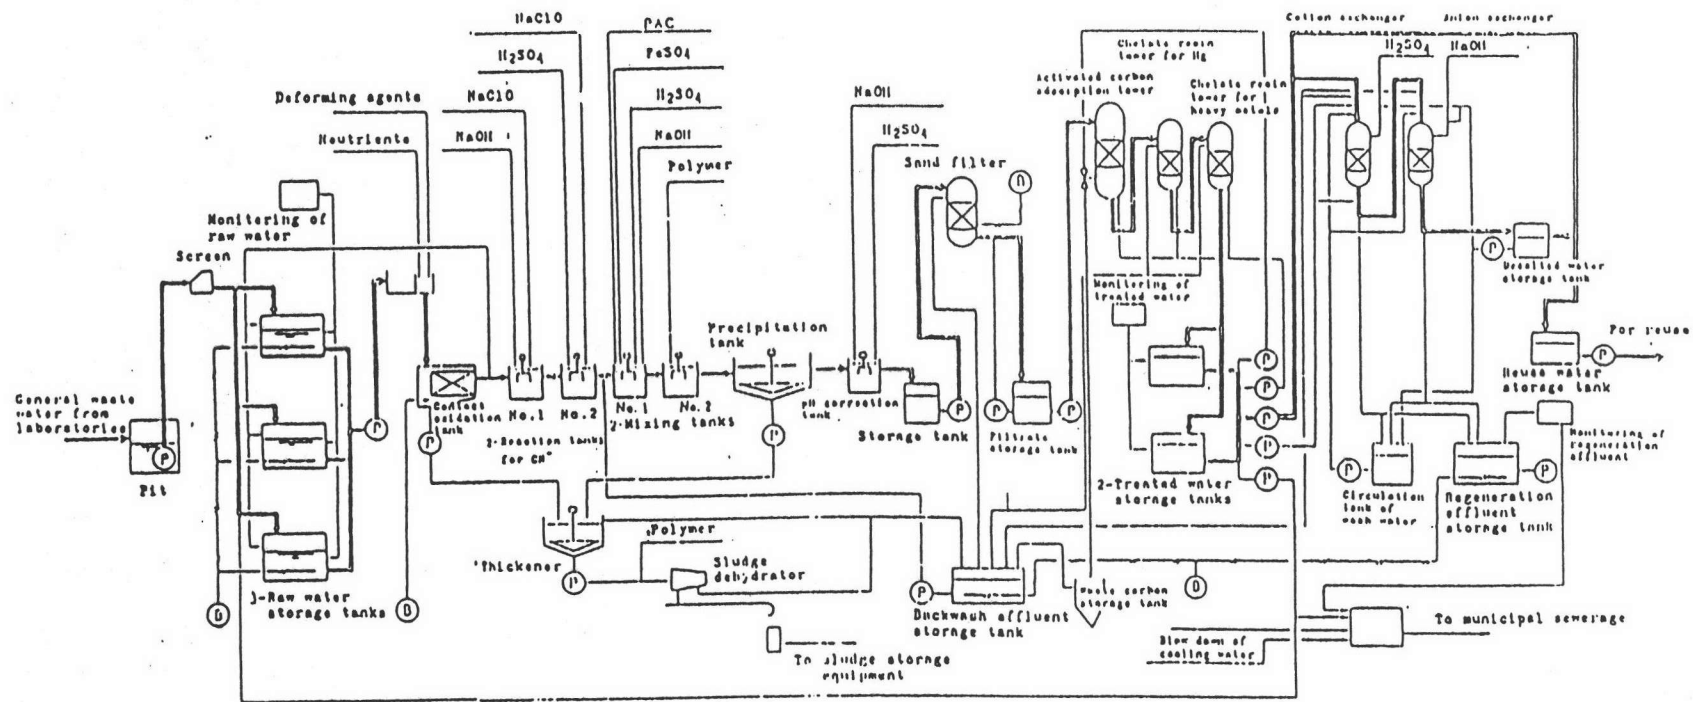 NaClO
H₂SO₄
NaClO
NaOH
Deforming agents
Neutriente
PAC
FeSO₄
H₂SO₄
NaOH
Polymer
NaOH
H₂SO₄
Sand filter
Activated carbon
adsorption tower
Chelate resin
tower for Hg
Chelate resin
tower for
heavy metals
Cation exchanger
Anion exchanger
H₂SO₄
NaOH
Monitering of
raw water
Screen
General waste
water from
laboratories
P
Pit
3-Raw water
storage tanks
B
P
B
Contact
oxidation
tank
P
No.1
No.2
2-Reaction tanks
for CN⁻
No.1
No.2
2-Mixing tanks
Precipitation
tank
P
pH correction
tank
Storage tank
P
P
Filtrate
storage tank
P
Monitoring of
treated water
2-Treated water
storage tanks
P
P
P
P
P
P
Desalted water
storage tank
Reuse water
storage tank
P
For reuse
Monitoring of
regeneration
effluent
P
Circulation
tank of
wash water
Regeneration
effluent
storage tank
P
Thickener
P
Polymer
Sludge
dehydrator
To sludge storage
equipment
P
Backwash effluent
storage tank
carbon
storage tank
B
Blow down of
cooling water
To municipal sewerage